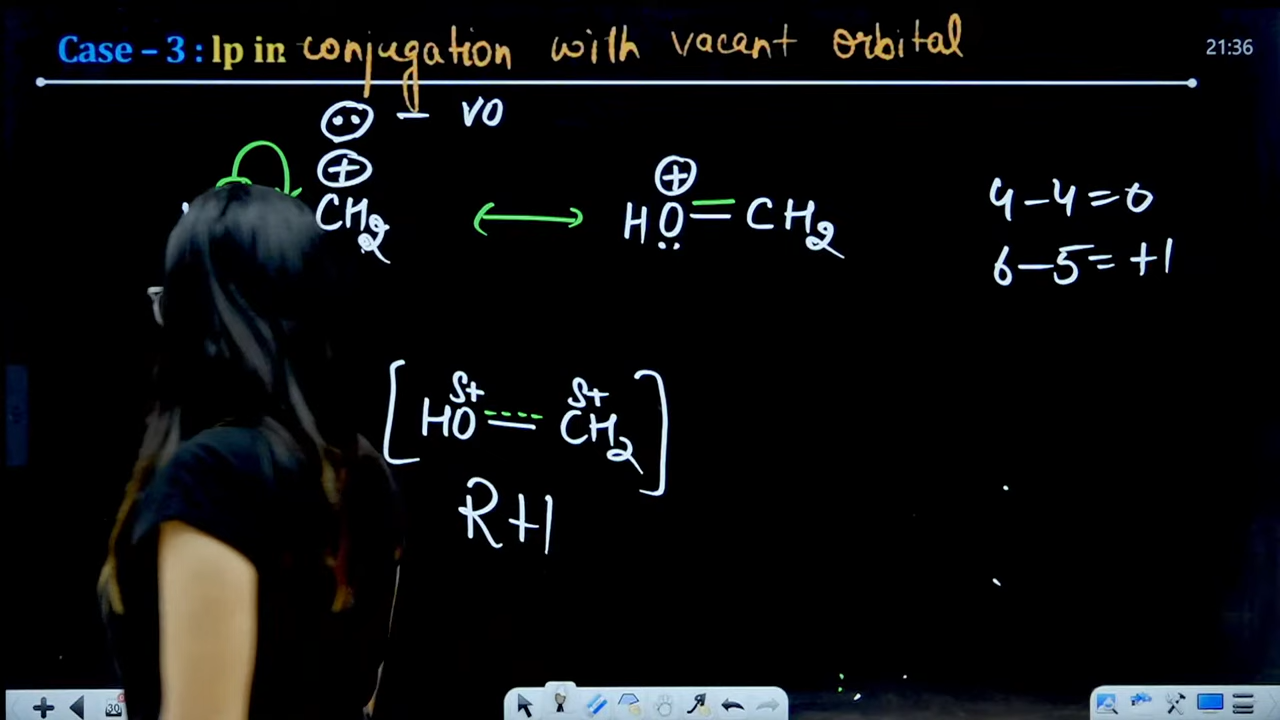 Case – 3 : lp in conjugation with vacant orbital
21:36
·· – VO
+
CH2 ↔ HO=CH2
+
4–4=0
6–5=+1
[HO=CH2]
δ+ δ+
R+I
30